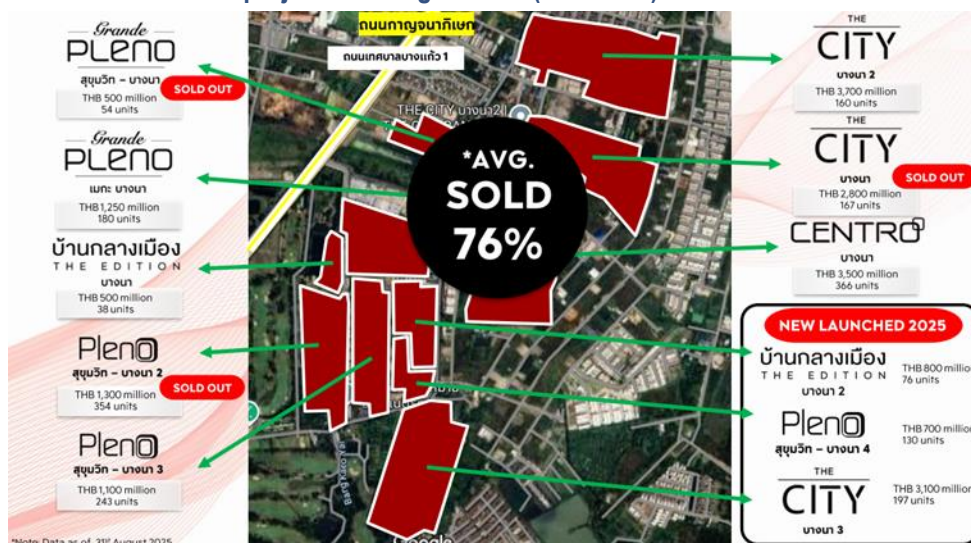 Grande
PLENO
สุขุมวิท – บางนา
SOLD OUT
THB 500 million
54 units
Grande
PLENO
เมกะ บางนา
THB 1,250 million
180 units
บ้านกลางเมือง
THE EDITION
บางนา
THB 500 million
38 units
Pleno
สุขุมวิท – บางนา 2
SOLD OUT
THB 1,300 million
354 units
Pleno
สุขุมวิท – บางนา 3
THB 1,100 million
243 units
*Note: Data as of 31st August 2025
ถนนกาญจนาภิเษก
ถนนเทศบาลบางแก้ว 1
THE CITY บางนา 2
*AVG.
SOLD
76%
Google
THE
CITY
บางนา 2
THB 3,700 million
160 units
THE
CITY
บางนา
SOLD OUT
THB 2,800 million
167 units
CENTRO
บางนา
THB 3,500 million
366 units
NEW LAUNCHED 2025
บ้านกลางเมือง
THE EDITION
บางนา 2
THB 800 million
76 units
Pleno
สุขุมวิท – บางนา 4
THB 700 million
130 units
THE
CITY
บางนา 3
THB 3,100 million
197 units